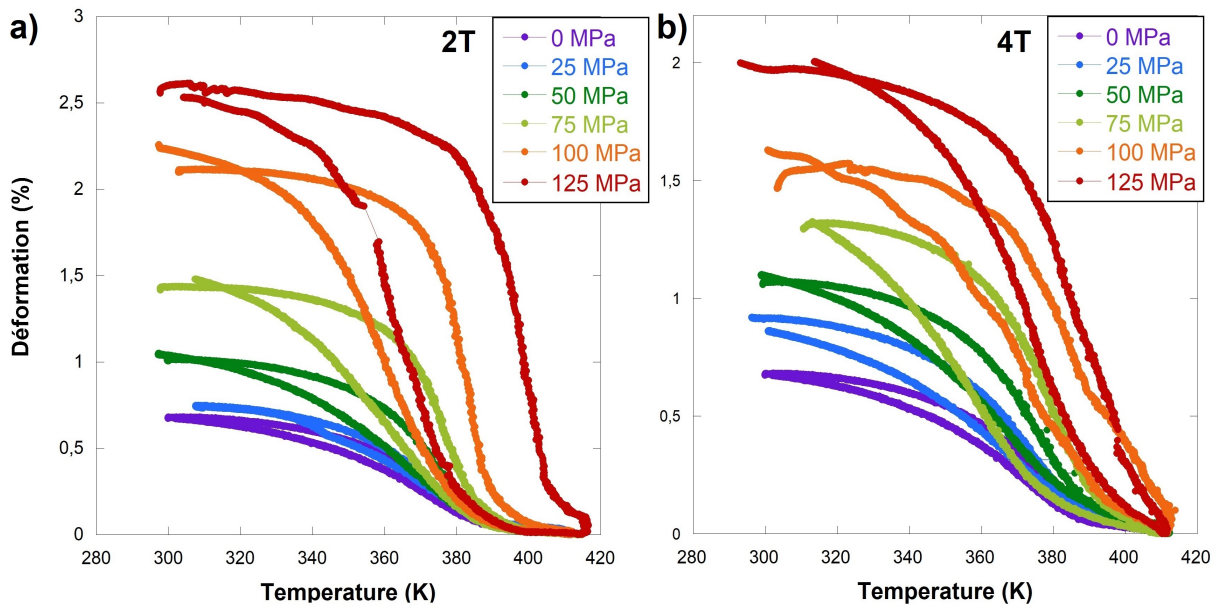 a)
2T
0 MPa
25 MPa
50 MPa
75 MPa
100 MPa
125 MPa
Déformation (%)
3
2,5
2
1,5
1
0,5
0
280 300 320 340 360 380 400 420
Temperature (K)
b)
4T
0 MPa
25 MPa
50 MPa
75 MPa
100 MPa
125 MPa
2
1,5
1
0,5
0
280 300 320 340 360 380 400 420
Temperature (K)